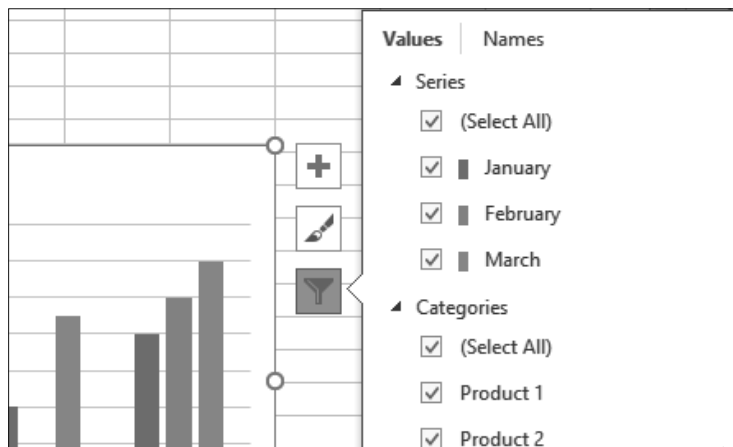 Values Names
Series
(Select All)
January
February
March
Categories
(Select All)
Product 1
Product 2